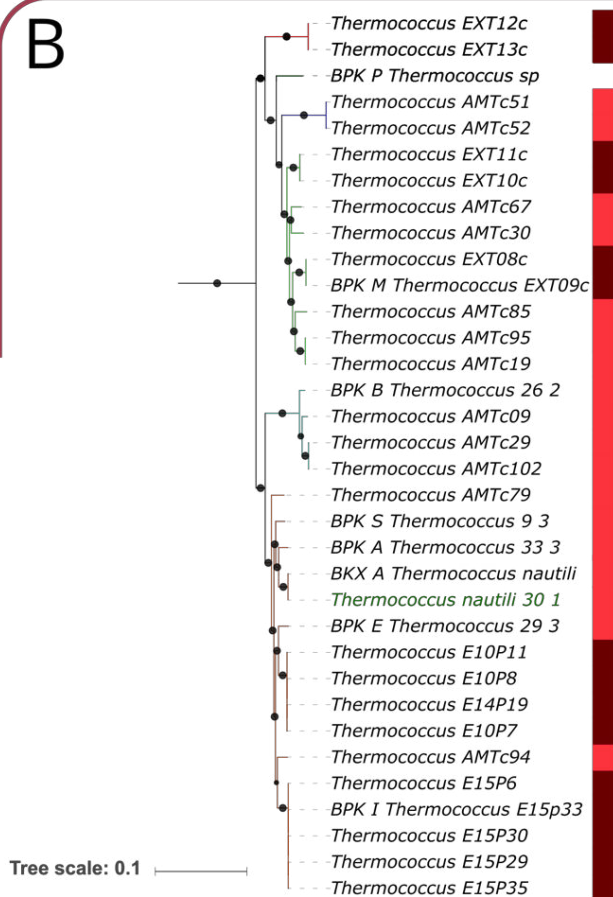 B
Thermococcus EXT12c
Thermococcus EXT13c
BPK P Thermococcus sp
Thermococcus AMTc51
Thermococcus AMTc52
Thermococcus EXT11c
Thermococcus EXT10c
Thermococcus AMTc67
Thermococcus AMTc30
Thermococcus EXT08c
BPK M Thermococcus EXT09c
Thermococcus AMTc85
Thermococcus AMTc95
Thermococcus AMTc19
BPK B Thermococcus 26 2
Thermococcus AMTc09
Thermococcus AMTc29
Thermococcus AMTc102
Thermococcus AMTc79
BPK S Thermococcus 9 3
BPK A Thermococcus 33 3
BKX A Thermococcus nautili
Thermococcus nautili 30 1
BPK E Thermococcus 29 3
Thermococcus E10P11
Thermococcus E10P8
Thermococcus E14P19
Thermococcus E10P7
Thermococcus AMTc94
Thermococcus E15P6
BPK I Thermococcus E15p33
Thermococcus E15P30
Thermococcus E15P29
Thermococcus E15P35
Tree scale: 0.1